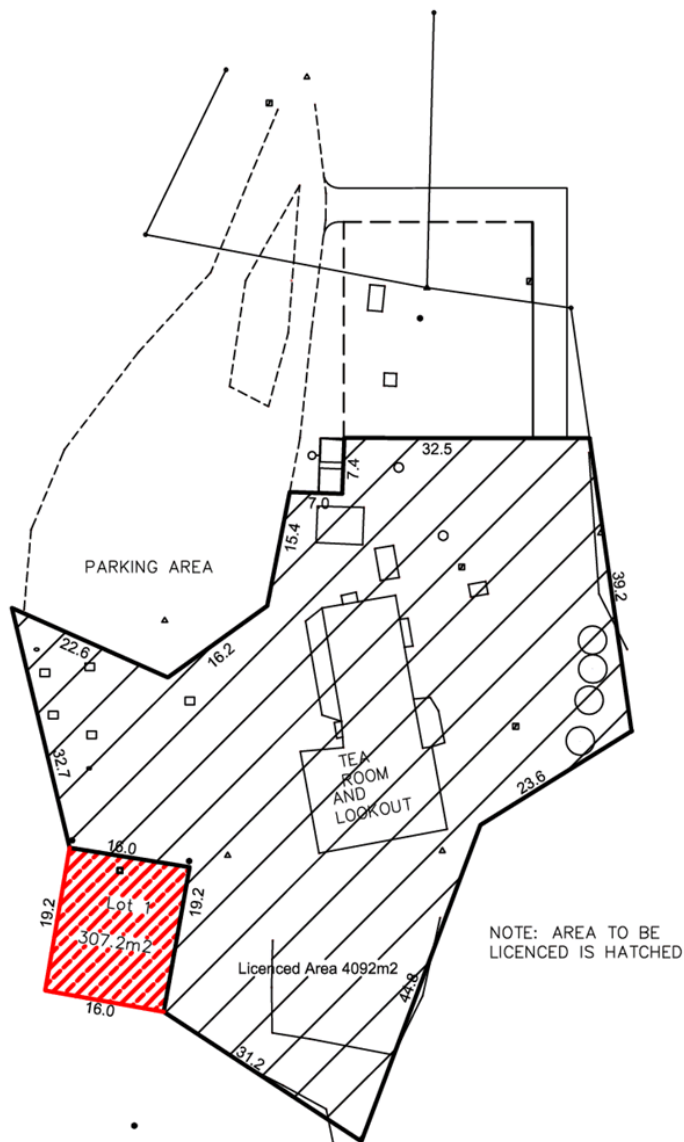 32.5
7.4
7.0
15.4
PARKING AREA
39.2
22.6
16.2
32.7
TEA
ROOM
AND
LOOKOUT
23.6
16.0
19.2
Lot 1
19.2
307.2m2
NOTE: AREA TO BE
LICENCED IS HATCHED
Licenced Area 4092m2
44.8
16.0
31.2